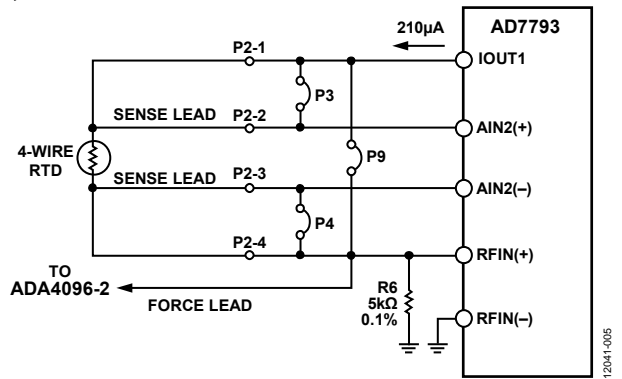 210µA
AD7793
P2-1
IOUT1
P3
SENSE LEAD P2-2
AIN2(+)
4-WIRE
RTD
P9
SENSE LEAD P2-3
AIN2(–)
P4
P2-4
RFIN(+)
TO
ADA4096-2
FORCE LEAD
R6
5kΩ
0.1%
RFIN(–)
12041-005